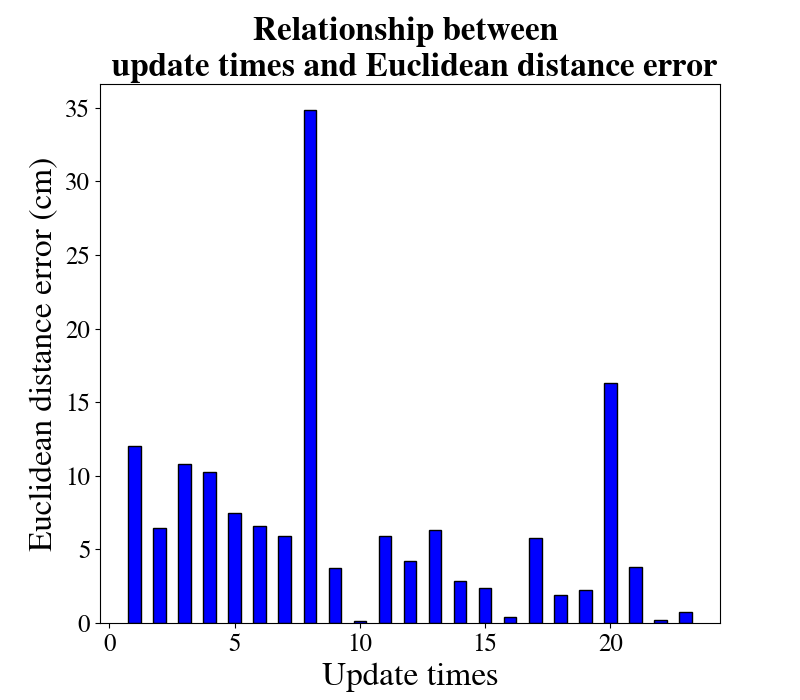 Relationship between
update times and Euclidean distance error
Euclidean distance error (cm)
35
30
25
20
15
10
5
0
0 5 10 15 20
Update times